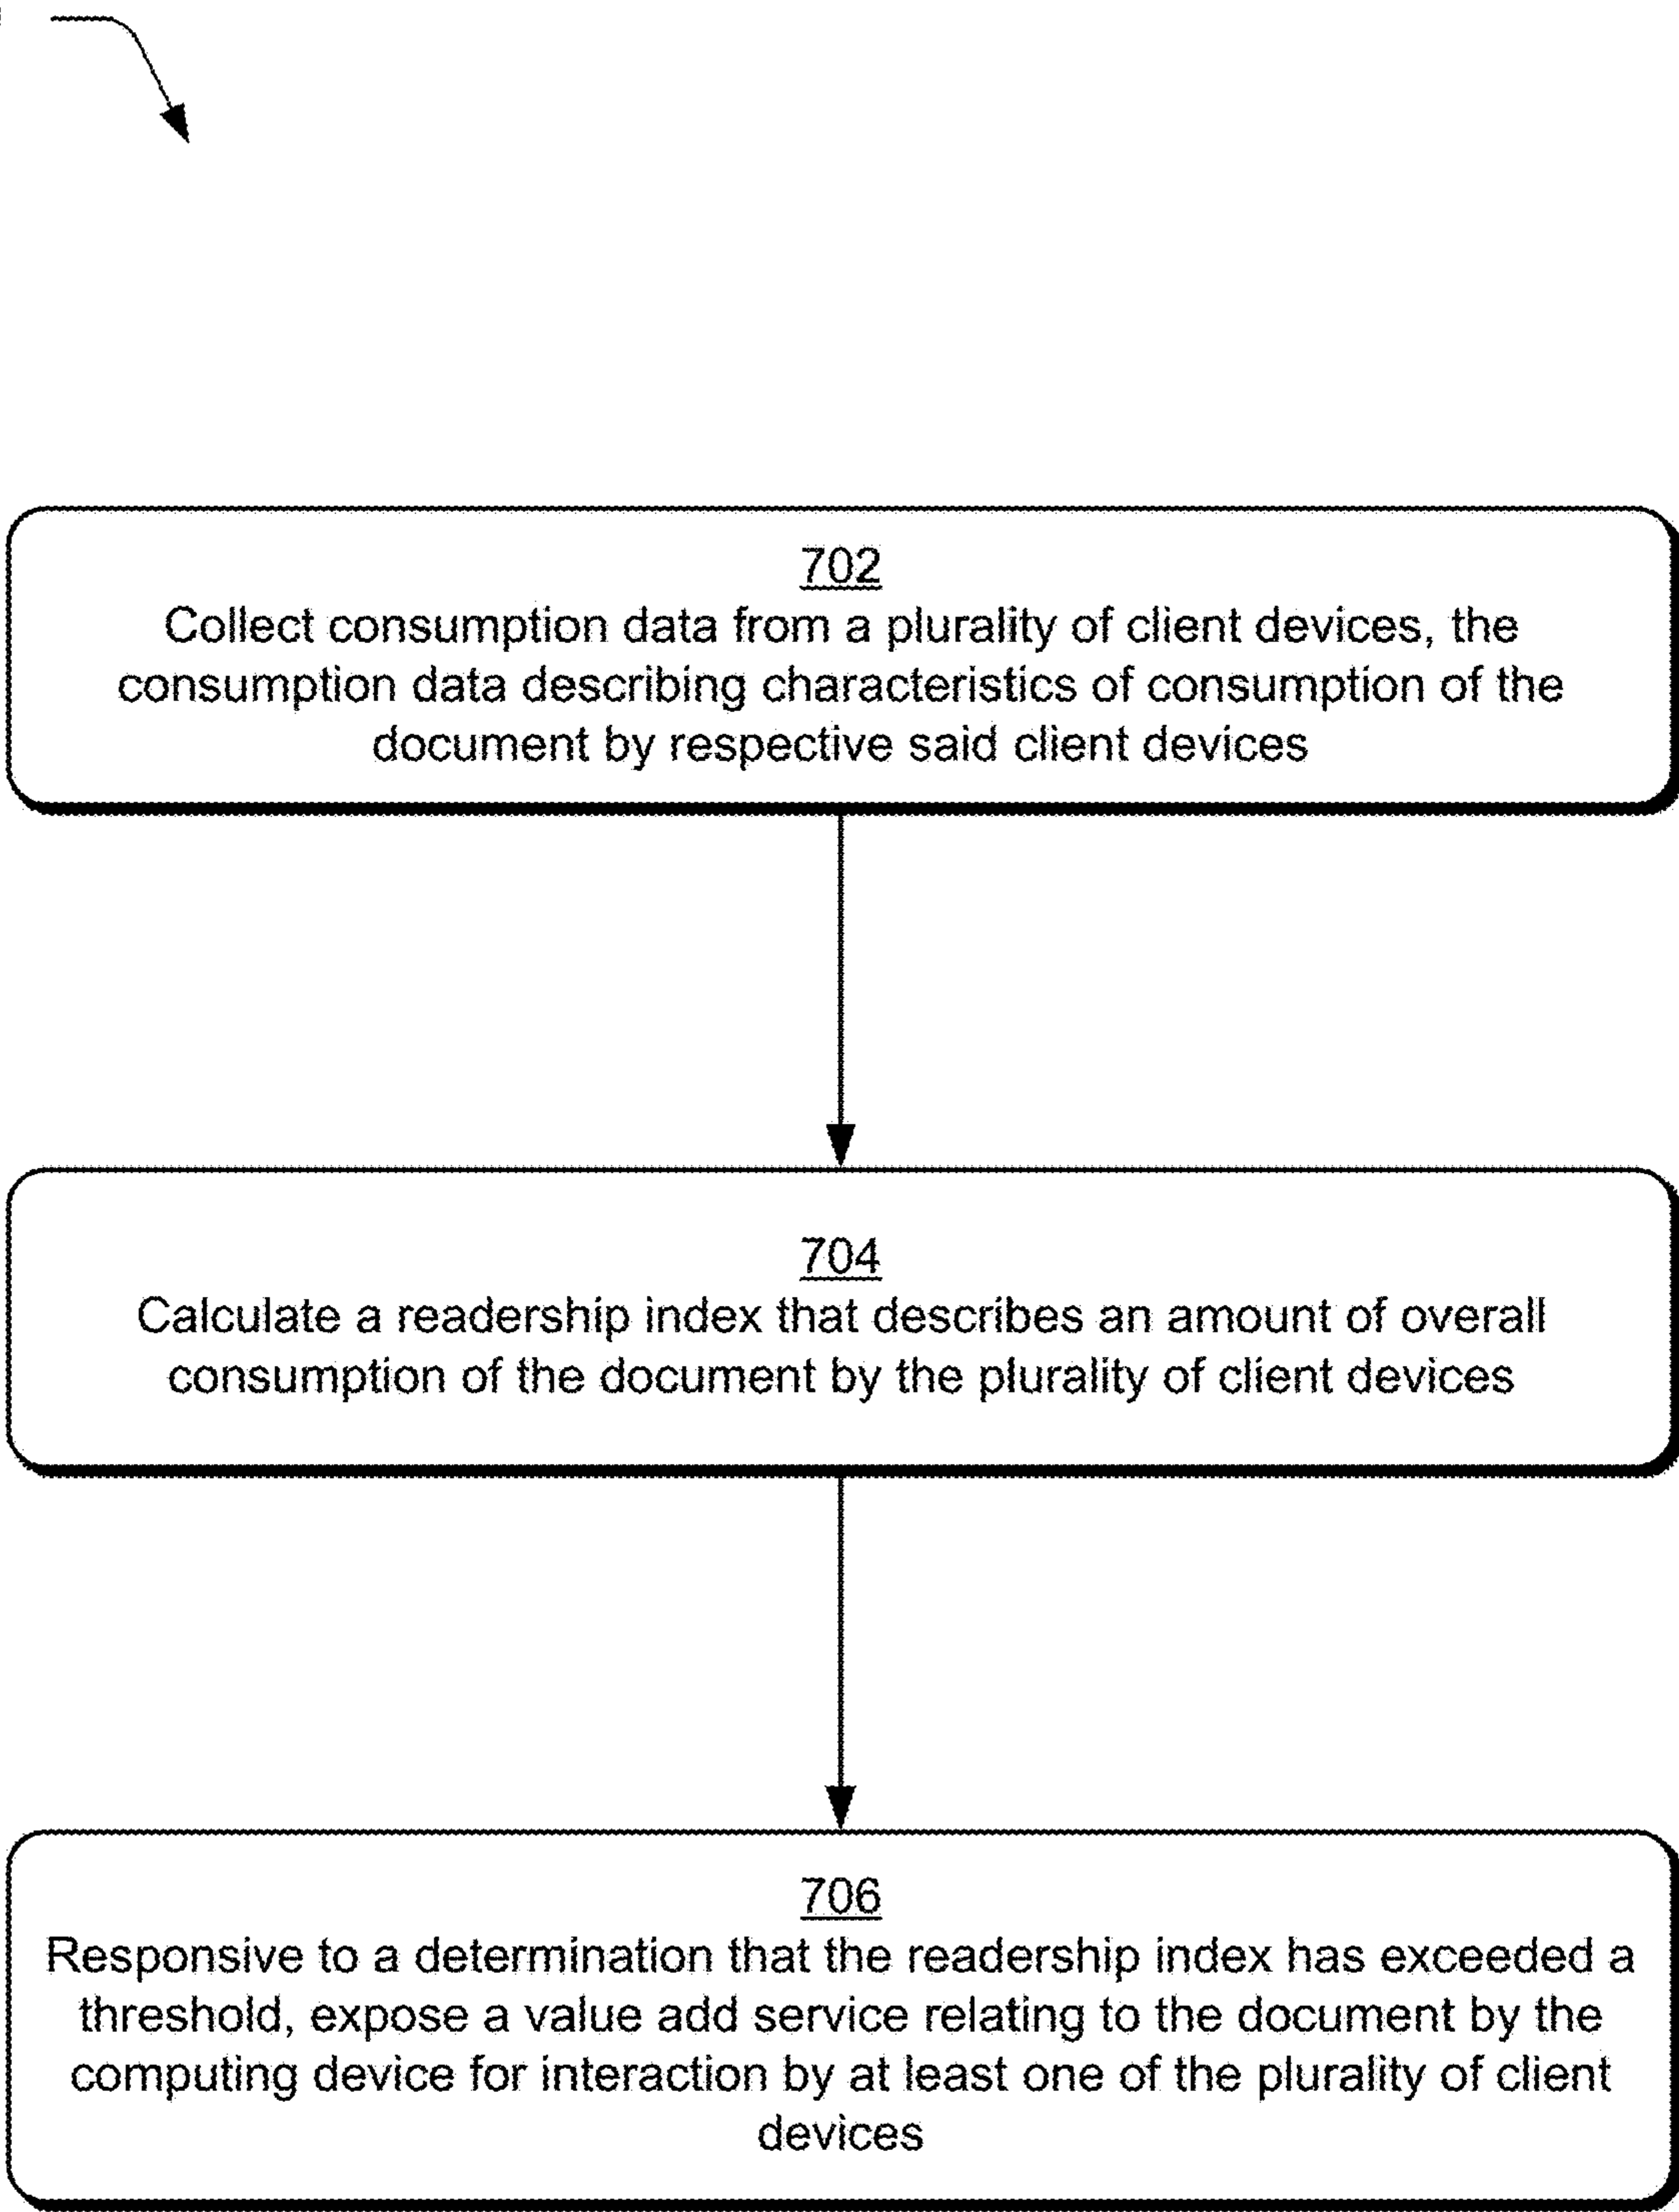 702
Collect consumption data from a plurality of client devices, the
consumption data describing characteristics of consumption of the
document by respective said client devices
704
Calculate a readership index that describes an amount of overall
consumption of the document by the plurality of client devices
706
Responsive to a determination that the readership index has exceeded a
threshold, expose a value add service relating to the document by the
computing device for interaction by at least one of the plurality of client
devices